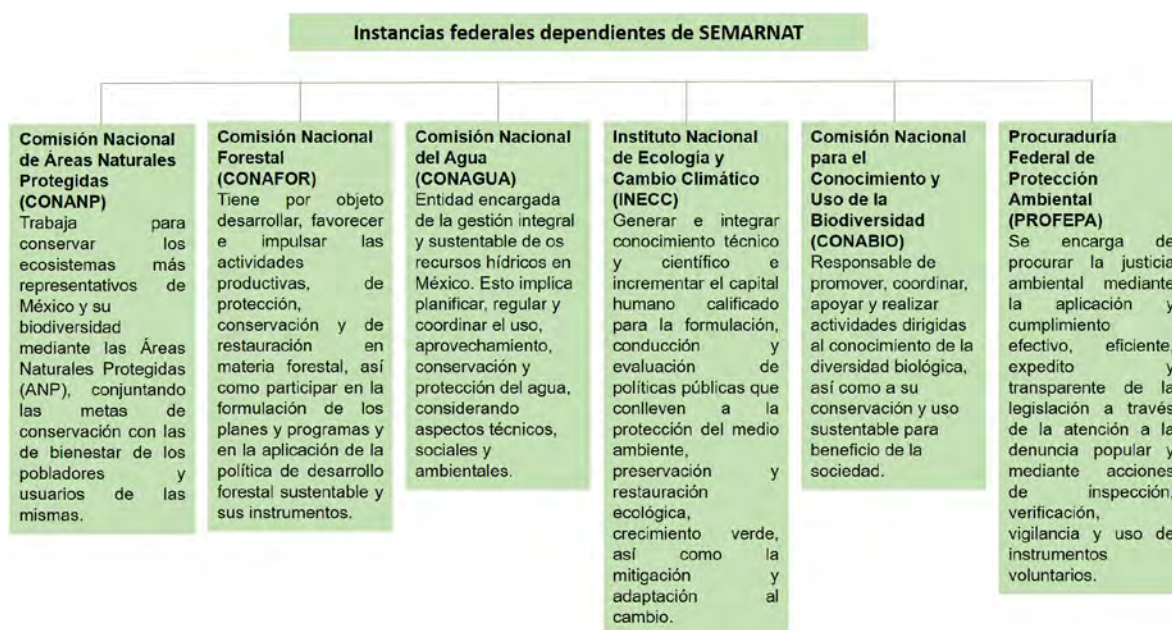 Instancias federales dependientes de SEMARNAT
Comisión Nacional
de Áreas Naturales
Protegidas
(CONANP)
Trabaja para
conservar los
ecosistemas más
representativos de
México y su
biodiversidad
mediante las Áreas
Naturales Protegidas
(ANP), conjuntando
las metas de
conservación con las
de bienestar de los
pobladores y
usuarios de las
mismas.
Comisión Nacional
Forestal
(CONAFOR)
Tiene por objeto
desarrollar, favorecer
e impulsar las
actividades
productivas, de
protección,
conservación y de
restauración en
materia forestal, así
como participar en la
formulación de los
planes y programas y
en la aplicación de la
política de desarrollo
forestal sustentable y
sus instrumentos.
Comisión Nacional
del Agua
(CONAGUA)
Entidad encargada
de la gestión integral
y sustentable de os
recursos hídricos en
México. Esto implica
planificar, regular y
coordinar el uso,
aprovechamiento,
conservación y
protección del agua,
considerando
aspectos técnicos,
sociales y
ambientales.
Instituto Nacional
de Ecología y
Cambio Climático
(INECC)
Generar e integrar
conocimiento técnico
y científico e
incrementar el capital
humano calificado
para la formulación,
conducción y
evaluación de
políticas públicas que
conlleven a la
protección del medio
ambiente,
preservación y
restauración
ecológica,
crecimiento verde,
así como la
mitigación y
adaptación al
cambio.
Comisión Nacional
para el
Conocimiento y
Uso de la
Biodiversidad
(CONABIO)
Responsable de
promover, coordinar,
apoyar y realizar
actividades dirigidas
al conocimiento de la
diversidad biológica,
así como a su
conservación y uso
sustentable para
beneficio de la
sociedad.
Procuraduría
Federal de
Protección
Ambiental
(PROFEPA)
Se encarga de
procurar la justicia
ambiental mediante
la aplicación y
cumplimiento
efectivo, eficiente,
expedito y
transparente de la
legislación a través
de la atención a la
denuncia popular y
mediante acciones
de inspección,
verificación,
vigilancia y uso de
instrumentos
voluntarios.